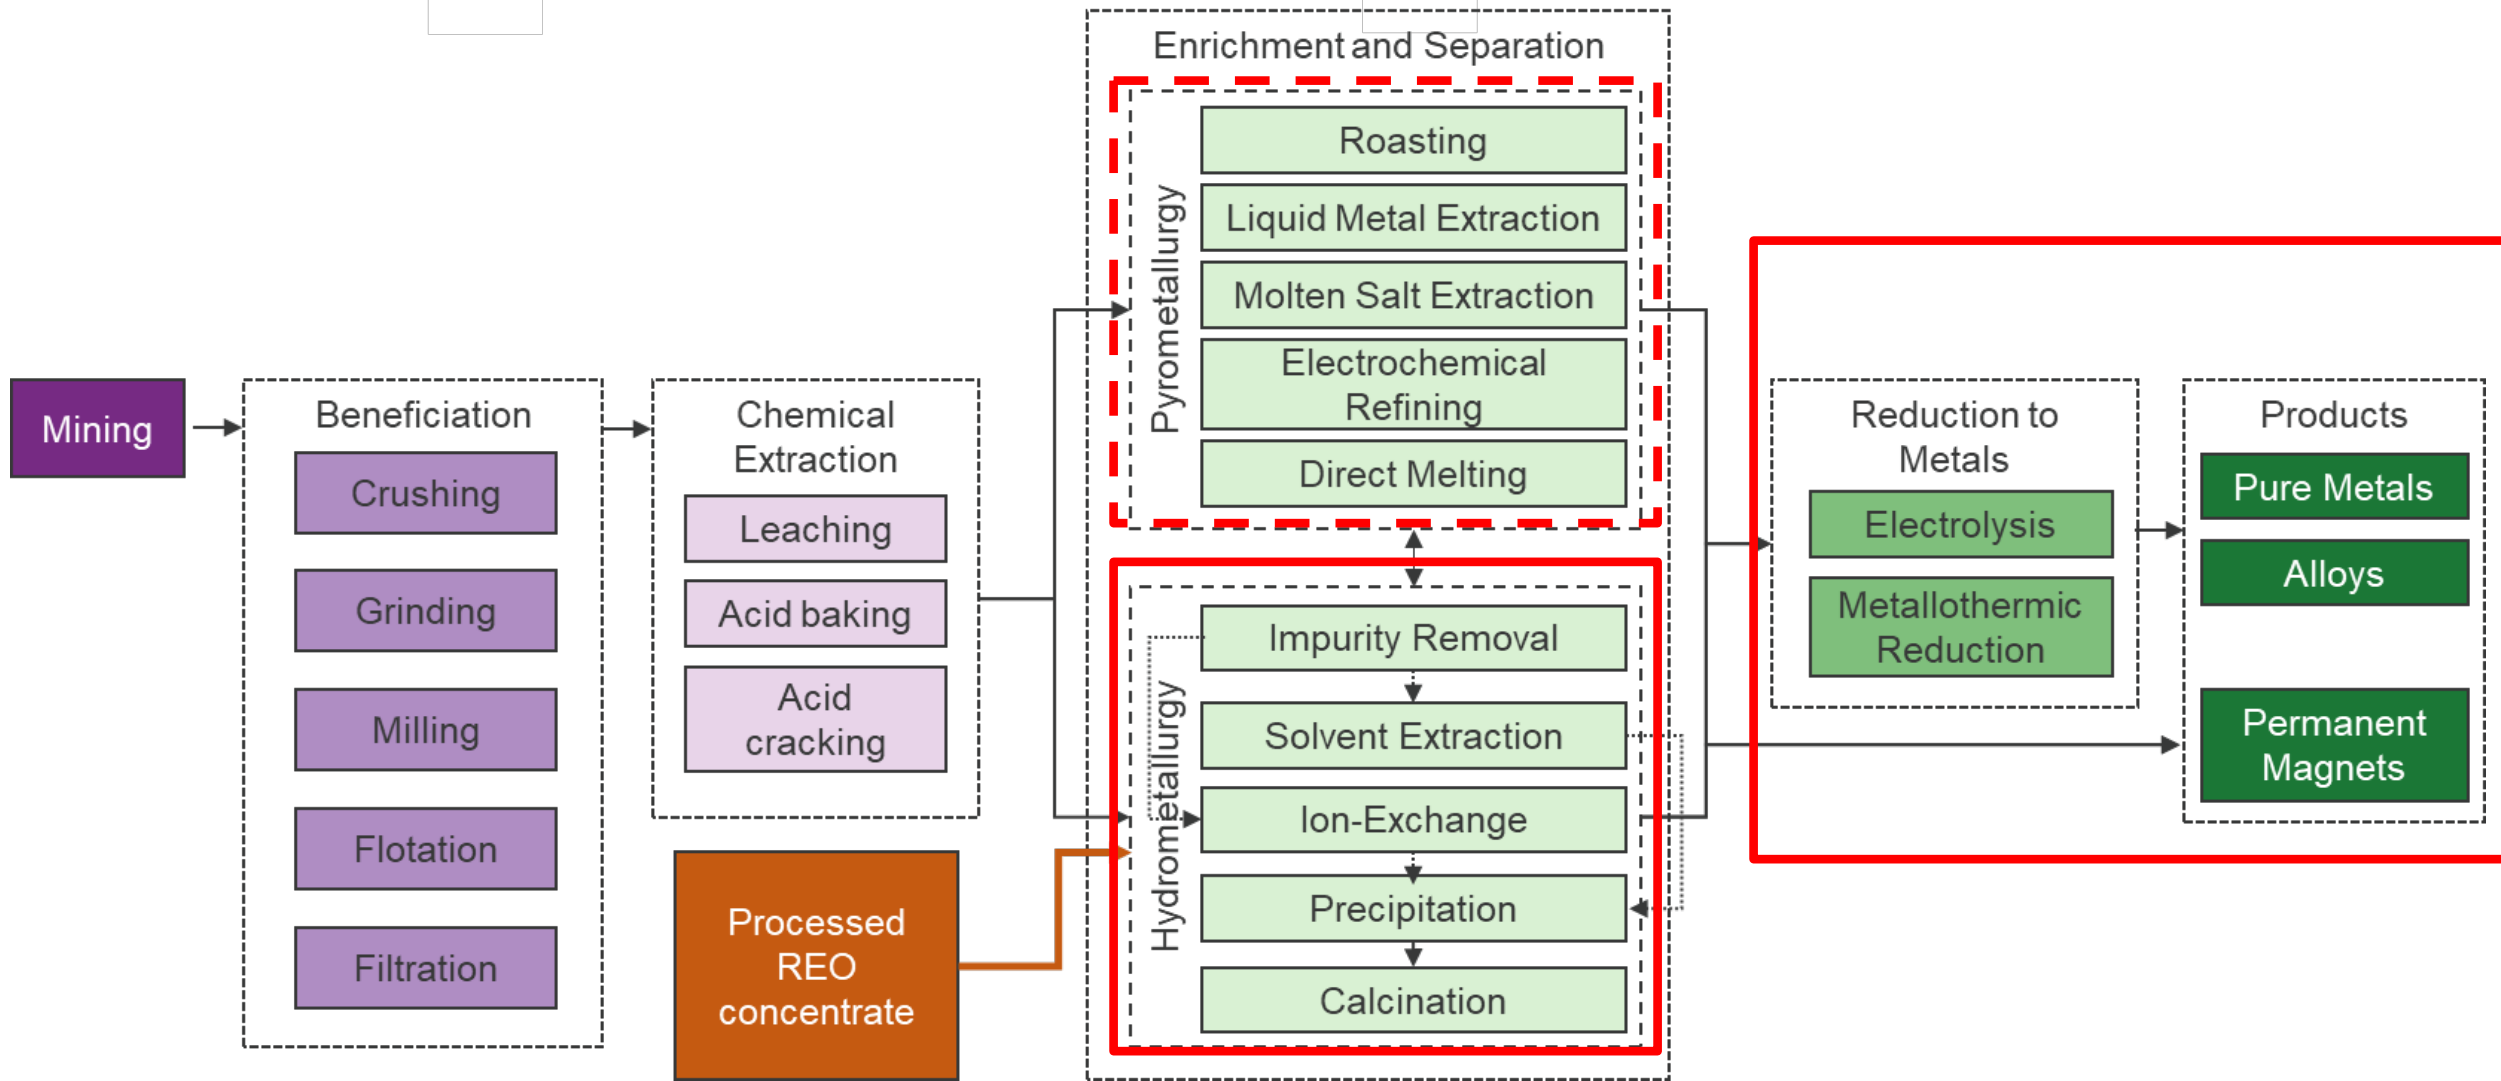 Mining
Beneficiation
Crushing
Grinding
Milling
Flotation
Filtration
Chemical
Extraction
Leaching
Acid baking
Acid
cracking
Processed
REO
concentrate
Enrichment and Separation
Pyrometallurgy
Roasting
Liquid Metal Extraction
Molten Salt Extraction
Electrochemical
Refining
Direct Melting
Hydrometallurgy
Impurity Removal
Solvent Extraction
Ion-Exchange
Precipitation
Calcination
Reduction to
Metals
Electrolysis
Metallothermic
Reduction
Products
Pure Metals
Alloys
Permanent
Magnets